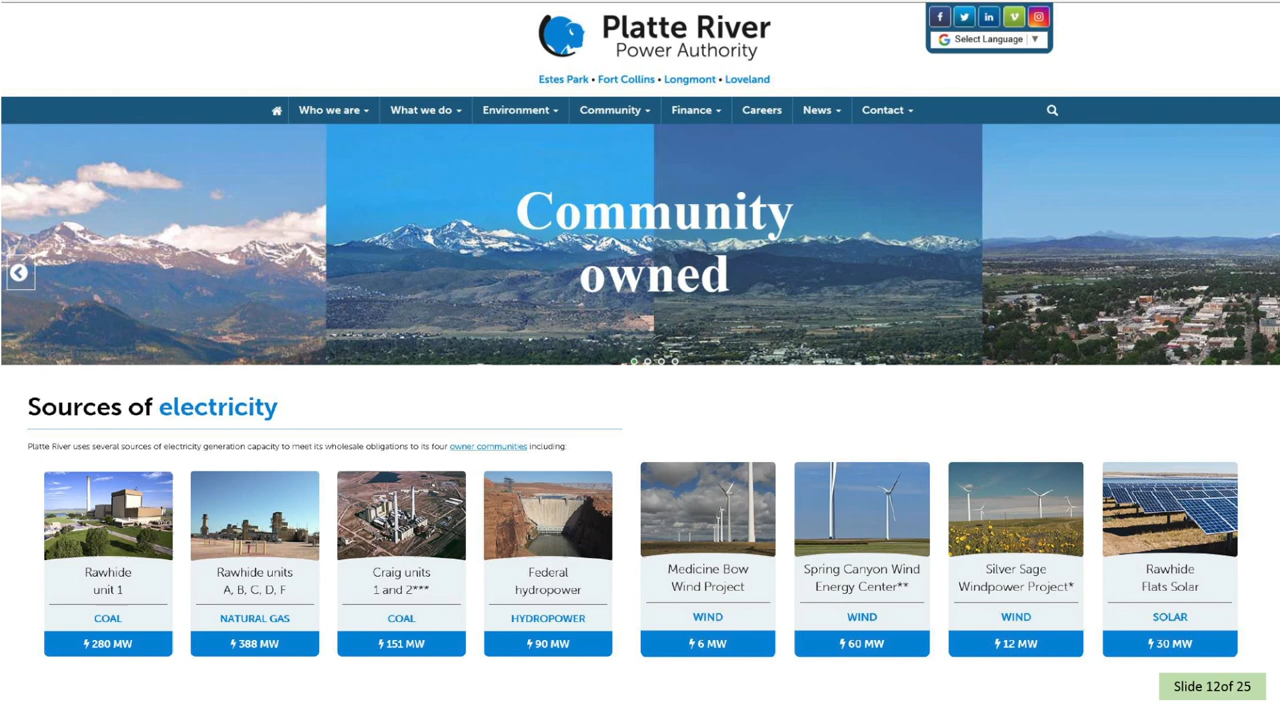 Platte River
Power Authority
Estes Park • Fort Collins • Longmont • Loveland
Select Language ▼
Who we are
What we do
Environment
Community
Finance
Careers
News
Contact
Community
owned
Sources of electricity
Platte River uses several sources of electricity generation capacity to meet its wholesale obligations to its four owner communities including:
Rawhide
unit 1
COAL
280 MW
Rawhide units
A, B, C, D, F
NATURAL GAS
388 MW
Craig units
1 and 2***
COAL
151 MW
Federal
hydropower
HYDROPOWER
90 MW
Medicine Bow
Wind Project
WIND
6 MW
Spring Canyon Wind
Energy Center**
WIND
60 MW
Silver Sage
Windpower Project*
WIND
12 MW
Rawhide
Flats Solar
SOLAR
30 MW
Slide 12of 25